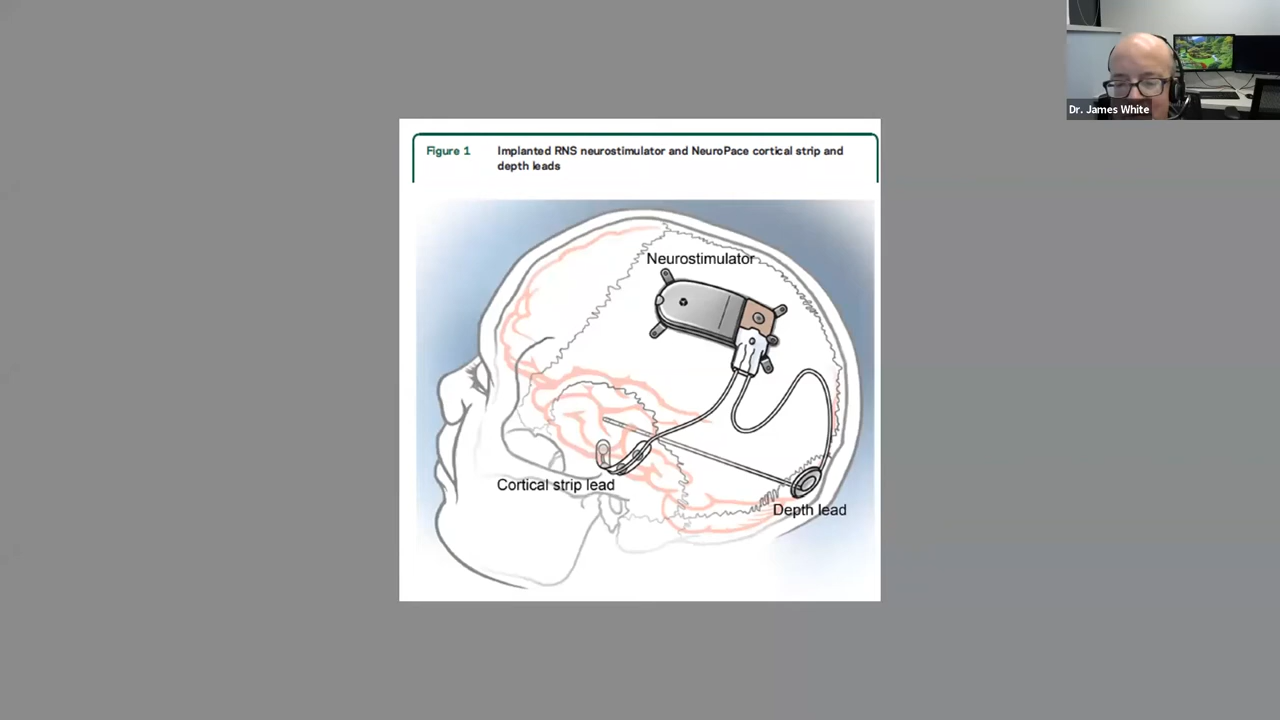 Dr. James White
Figure 1
Implanted RNS neurostimulator and NeuroPace cortical strip and
depth leads
Neurostimulator
Cortical strip lead
Depth lead